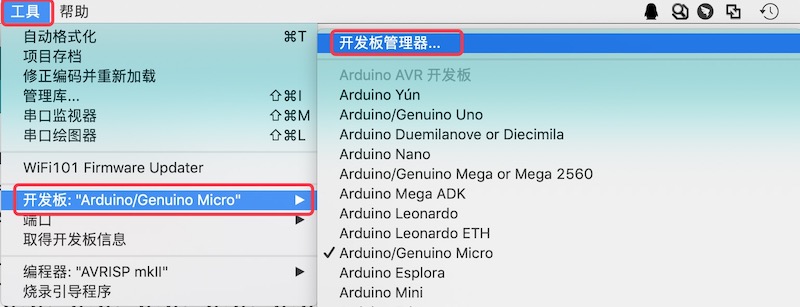 工具 帮助
自动格式化 ⌘T
项目存档
修正编码并重新加载
管理库... ⇧⌘I
串口监视器 ⇧⌘M
串口绘图器 ⇧⌘L
WiFi101 Firmware Updater
开发板: "Arduino/Genuino Micro"
端口
取得开发板信息
编程器: "AVRISP mkII"
烧录引导程序
开发板管理器...
Arduino AVR 开发板
Arduino Yún
Arduino/Genuino Uno
Arduino Duemilanove or Diecimila
Arduino Nano
Arduino/Genuino Mega or Mega 2560
Arduino Mega ADK
Arduino Leonardo
Arduino Leonardo ETH
Arduino/Genuino Micro
Arduino Esplora
Arduino Mini